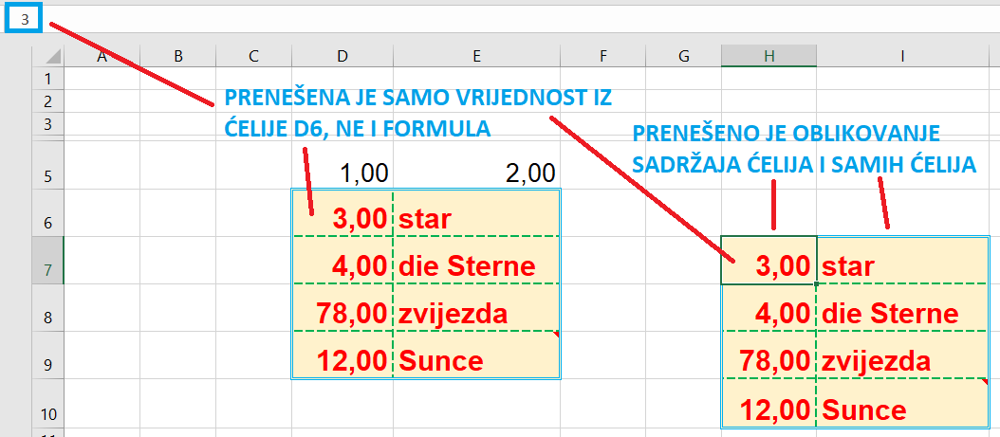 3
A B C D E F G H I
1
2
3
PRENEŠENA JE SAMO VRIJEDNOST IZ
ĆELIJE D6, NE I FORMULA
PRENEŠENO JE OBLIKOVANJE
SADRŽAJA ĆELIJA I SAMIH ĆELIJA
5 1,00 2,00
6 3,00 star
7 4,00 die Sterne 3,00 star
8 78,00 zvijezda 4,00 die Sterne
9 12,00 Sunce 78,00 zvijezda
10 12,00 Sunce